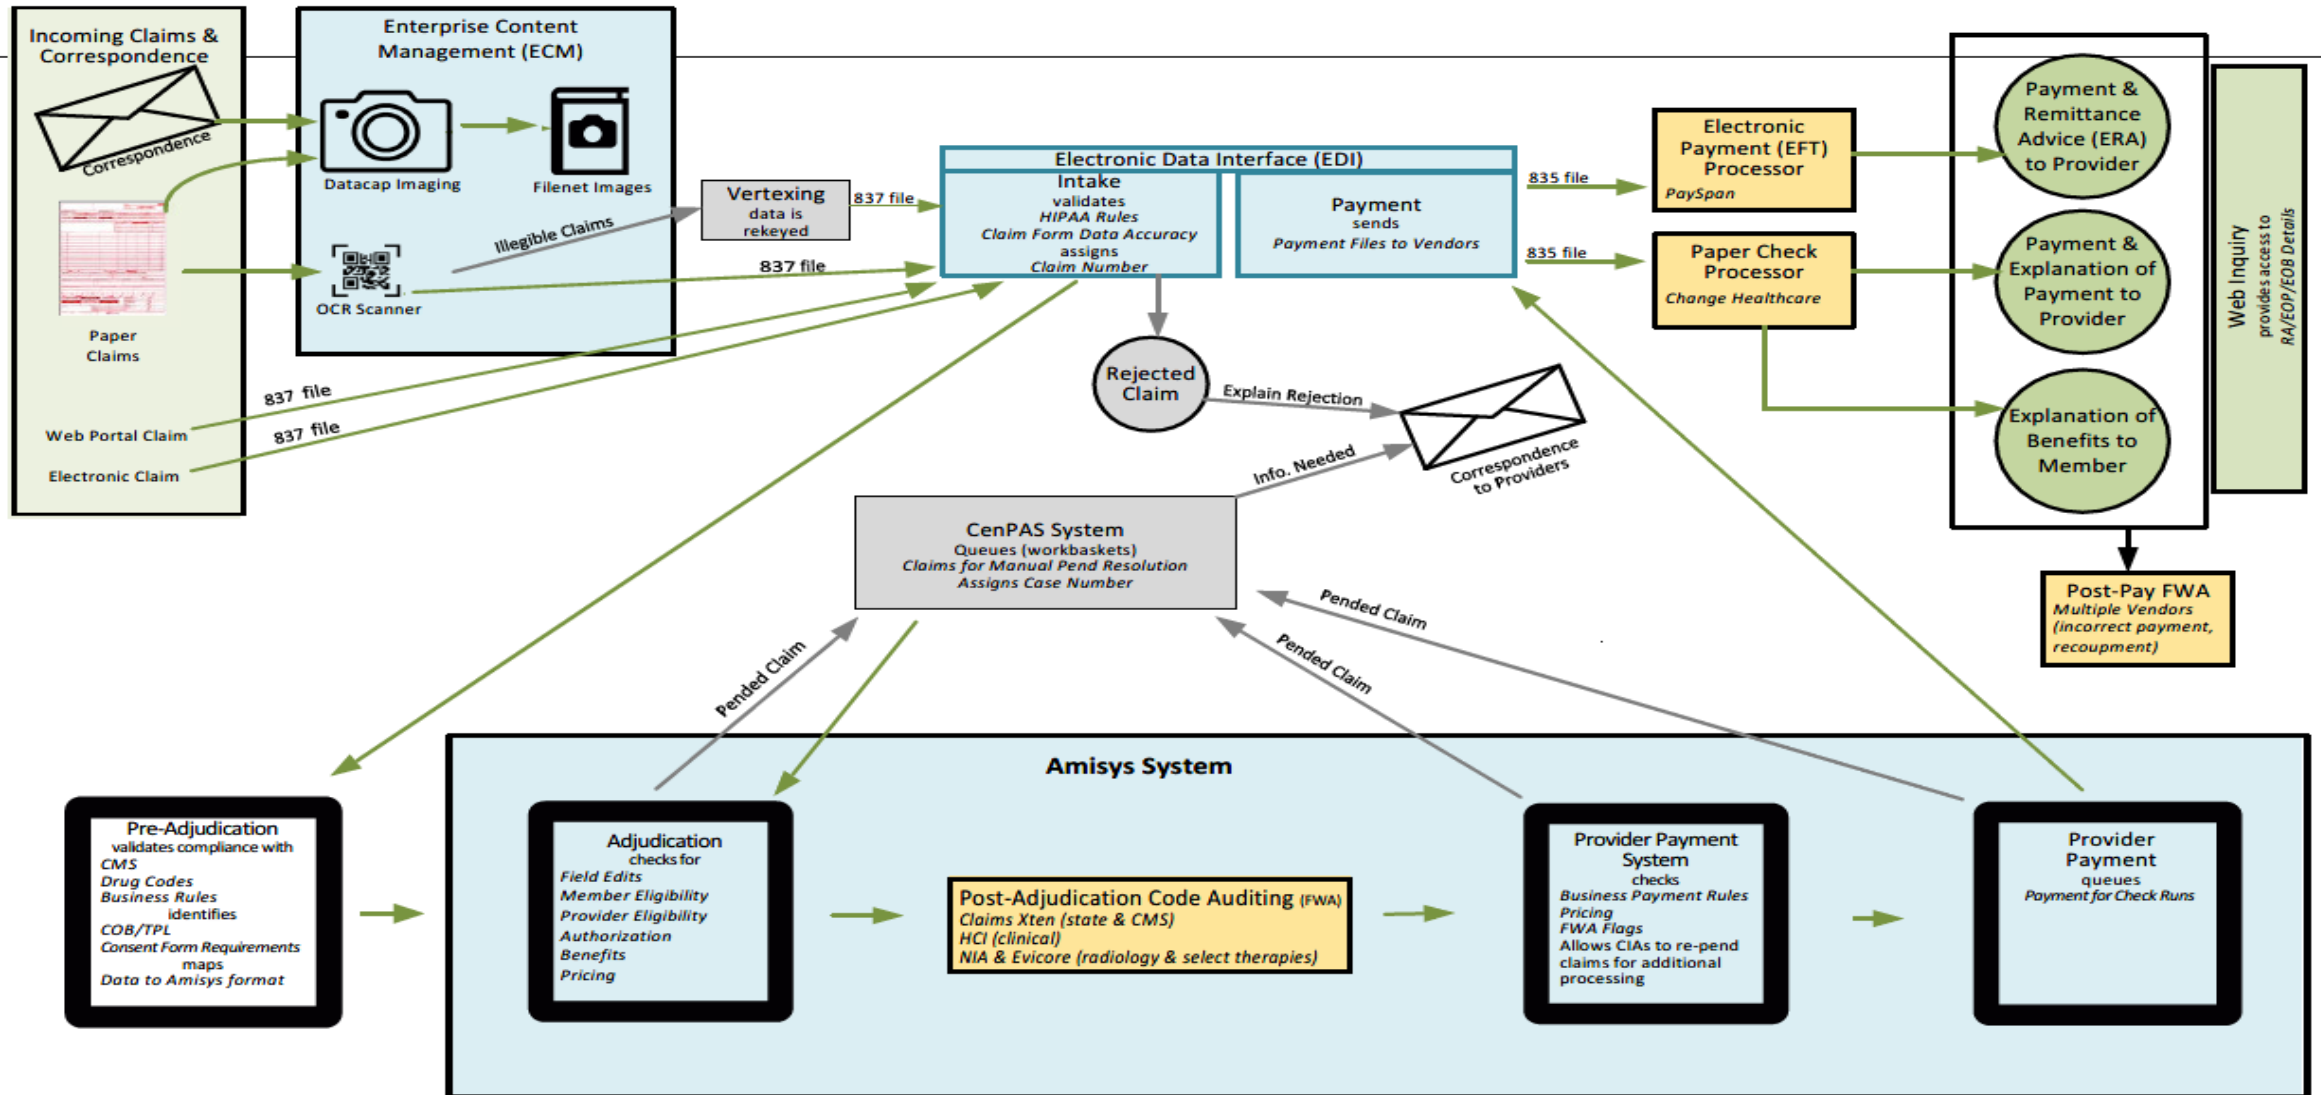 Incoming Claims &
Correspondence
Correspondence
Paper
Claims
Web Portal Claim
Electronic Claim
Enterprise Content
Management (ECM)
Datacap Imaging
Filenet Images
OCR Scanner
Illegible Claims
Vertexing
data is
rekeyed
837 file
837 file
837 file
837 file
Electronic Data Interface (EDI)
Intake
validates
HIPAA Rules
Claim Form Data Accuracy
assigns
Claim Number
Payment
sends
Payment Files to Vendors
835 file
835 file
Electronic
Payment (EFT)
Processor
PaySpan
Paper Check
Processor
Change Healthcare
Payment &
Remittance
Advice (ERA)
to Provider
Payment &
Explanation of
Payment to
Provider
Explanation of
Benefits to
Member
Web Inquiry
provides access to
RA/EOP/EOB Details
Post-Pay FWA
Multiple Vendors
(incorrect payment,
recoupment)
Rejected
Claim
Explain Rejection
Info. Needed
Correspondence
to Providers
CenPAS System
Queues (workbaskets)
Claims for Manual Pend Resolution
Assigns Case Number
Pended Claim
Pended Claim
Pended Claim
Amisys System
Pre-Adjudication
validates compliance with
CMS
Drug Codes
Business Rules
identifies
COB/TPL
Consent Form Requirements
maps
Data to Amisys format
Adjudication
checks for
Field Edits
Member Eligibility
Provider Eligibility
Authorization
Benefits
Pricing
Post-Adjudication Code Auditing (FWA)
Claims Xten (state & CMS)
HCI (clinical)
NIA & Evicore (radiology & select therapies)
Provider Payment
System
checks
Business Payment Rules
Pricing
FWA Flags
Allows CIAs to re-pend
claims for additional
processing
Provider
Payment
queues
Payment for Check Runs